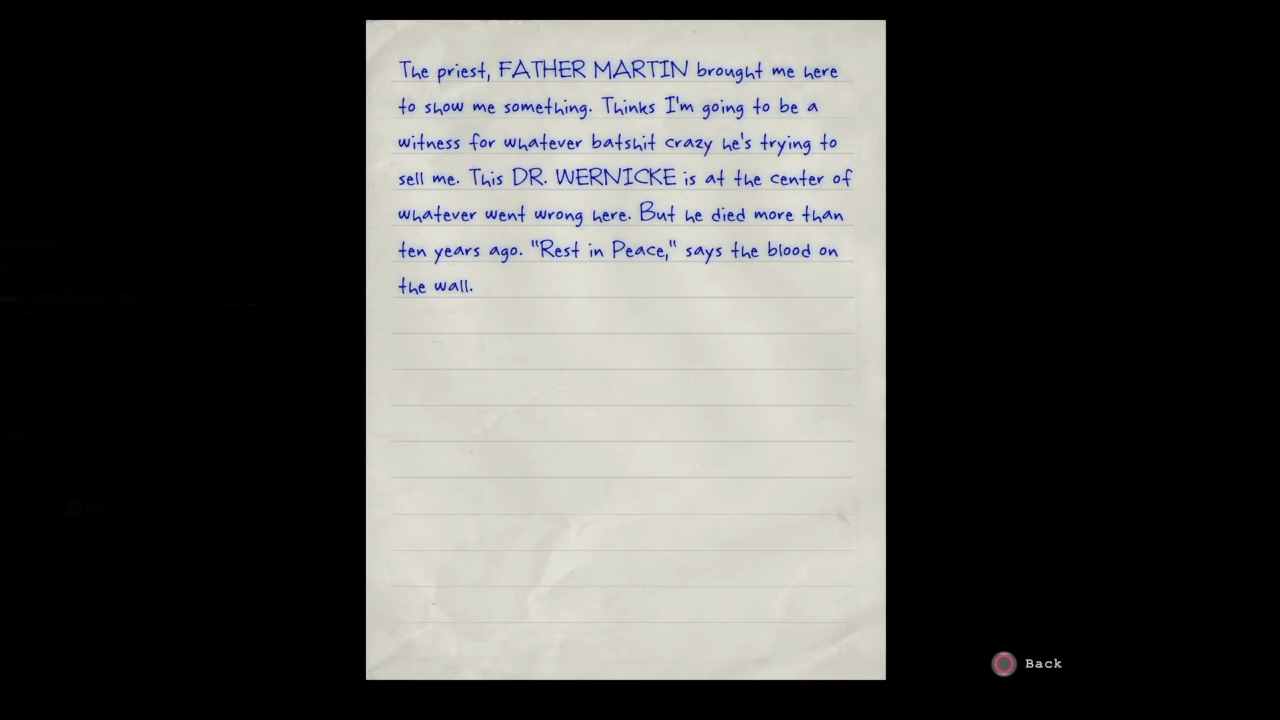 The priest, FATHER MARTIN brought me here
to show me something. Thinks I'm going to be a
witness for whatever batshit crazy he's trying to
sell me. This DR. WERNICKE is at the center of
whatever went wrong here. But he died more than
ten years ago. "Rest in Peace," says the blood on
the wall.
Back